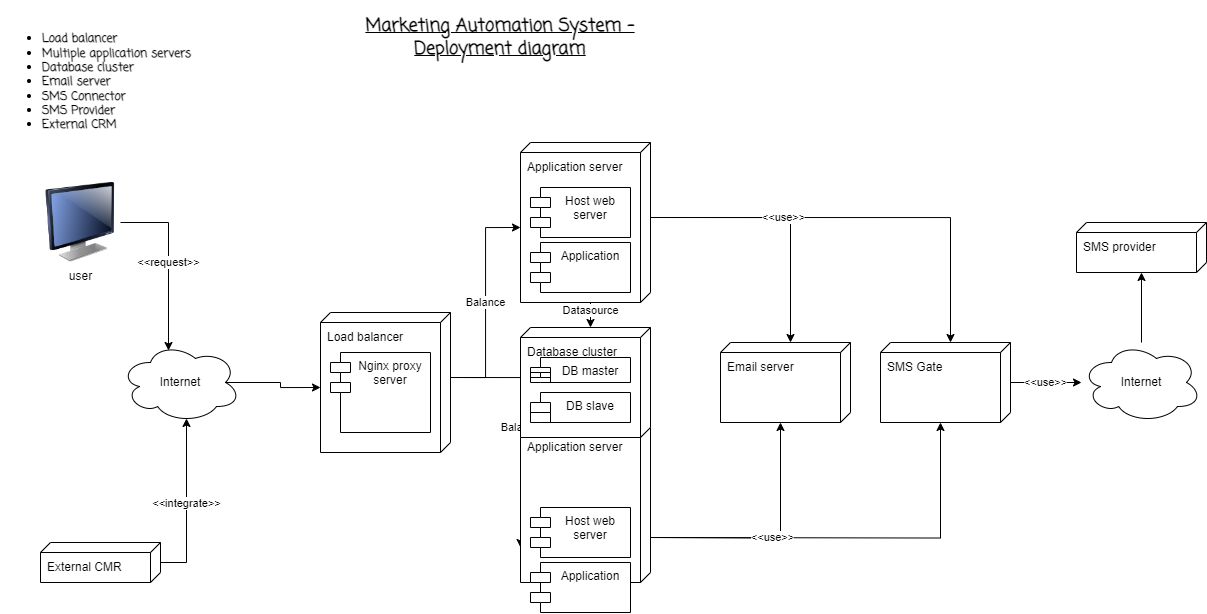 Marketing Automation System -
Deployment diagram
Load balancer
Multiple application servers
Database cluster
Email server
SMS Connector
SMS Provider
External CRM
user
<<request>>
Internet
<<integrate>>
External CMR
Load balancer
Nginx proxy
server
Balance
Application server
Host web
server
Application
Datasource
Database cluster
DB master
DB slave
Bala
Application server
Host web
server
Application
<<use>>
<<use>>
Email server
SMS Gate
<<use>>
Internet
SMS provider